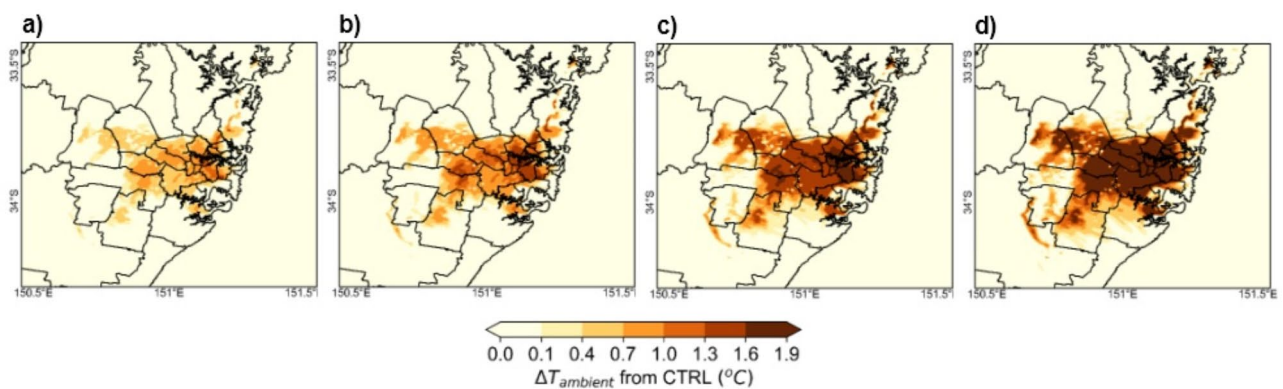 a) b) c) d)
33.5°S 33.5°S 33.5°S 33.5°S
34°S 34°S 34°S 34°S
150.5°E 151°E 151.5° 150.5°E 151°E 151.5° 150.5°E 151°E 151.5° 150.5°E 151°E 151.5°
0.0 0.1 0.4 0.7 1.0 1.3 1.6 1.9
ΔT_ambient from CTRL (°C)